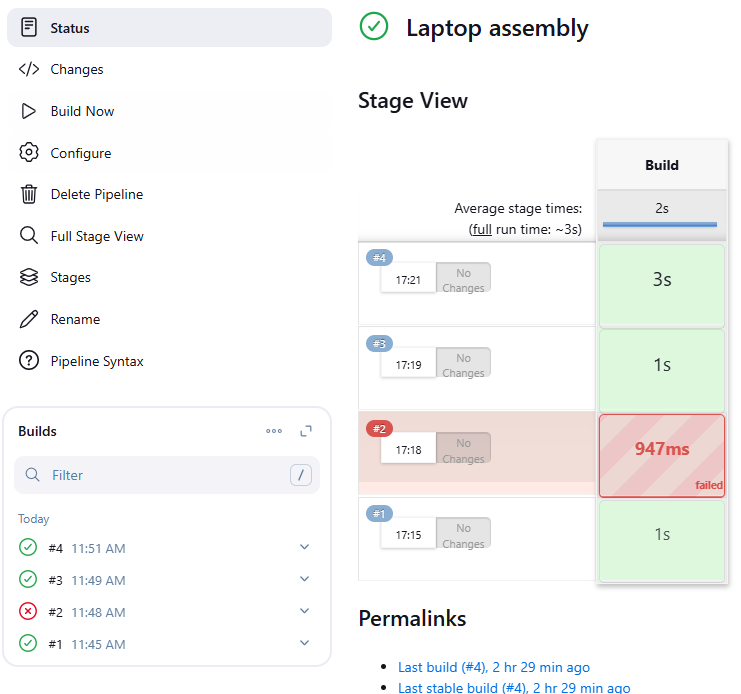 Status
Changes
Build Now
Configure
Delete Pipeline
Full Stage View
Stages
Rename
Pipeline Syntax
Builds
Filter
/
Today
#4 11:51 AM
#3 11:49 AM
#2 11:48 AM
#1 11:45 AM
Laptop assembly
Stage View
Build
Average stage times:
(full run time: ~3s)
2s
#4
17:21
No
Changes
3s
#3
17:19
No
Changes
1s
#2
17:18
No
Changes
947ms
failed
#1
17:15
No
Changes
1s
Permalinks
Last build (#4), 2 hr 29 min ago
Last stable build (#4), 2 hr 29 min ago